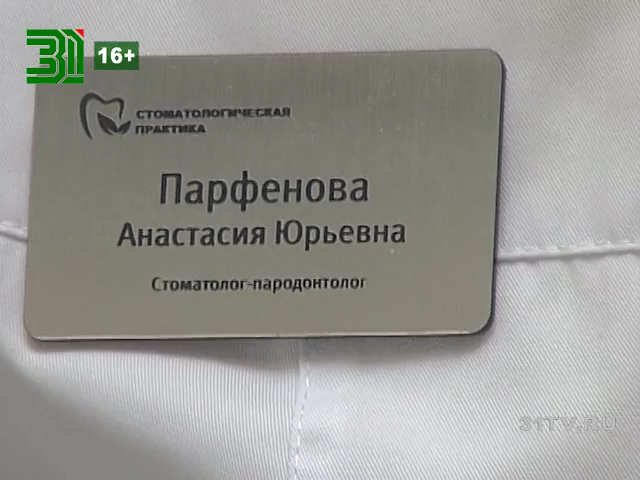 31
16+
СТОМАТОЛОГИЧЕСКАЯ
ПРАКТИКА
Парфенова
Анастасия Юрьевна
Стоматолог-пародонтолог
31TV.RU